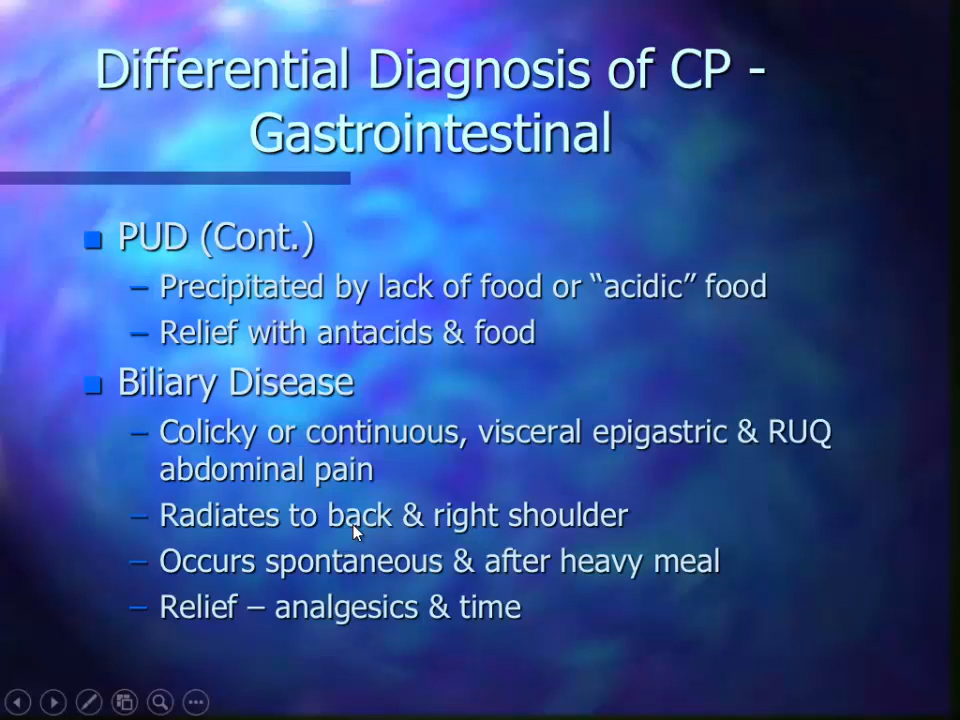 Differential Diagnosis of CP -
Gastrointestinal
PUD (Cont.)
– Precipitated by lack of food or “acidic” food
– Relief with antacids & food
Biliary Disease
– Colicky or continuous, visceral epigastric & RUQ
abdominal pain
– Radiates to back & right shoulder
– Occurs spontaneous & after heavy meal
– Relief – analgesics & time